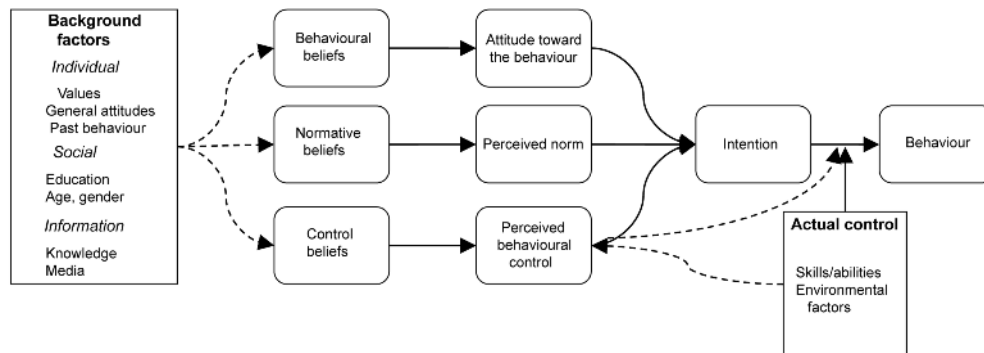 Background
factors
Individual
Values
General attitudes
Past behaviour
Social
Education
Age, gender
Information
Knowledge
Media
Behavioural
beliefs
Normative
beliefs
Control
beliefs
Attitude toward
the behaviour
Perceived norm
Perceived
behavioural
control
Intention
Behaviour
Actual control
Skills/abilities
Environmental
factors